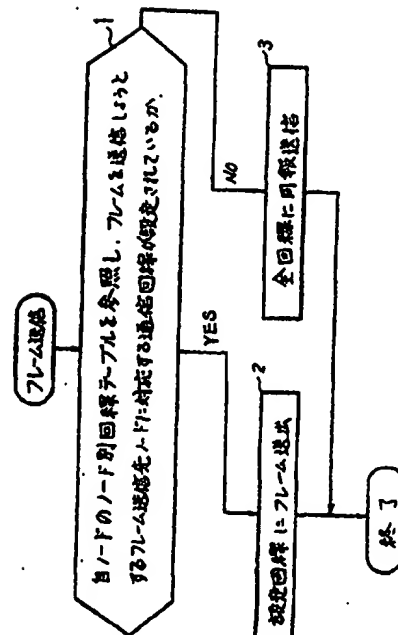 フレーム送信
1
自ノードのノード別回線テーブルを参照し、フレームを送信しようと
するフレーム送信先ノードに対応する通信回線が設定されているか.
YES
NO
2
設定回線にフレーム送出
3
全回線に同報送信
終了